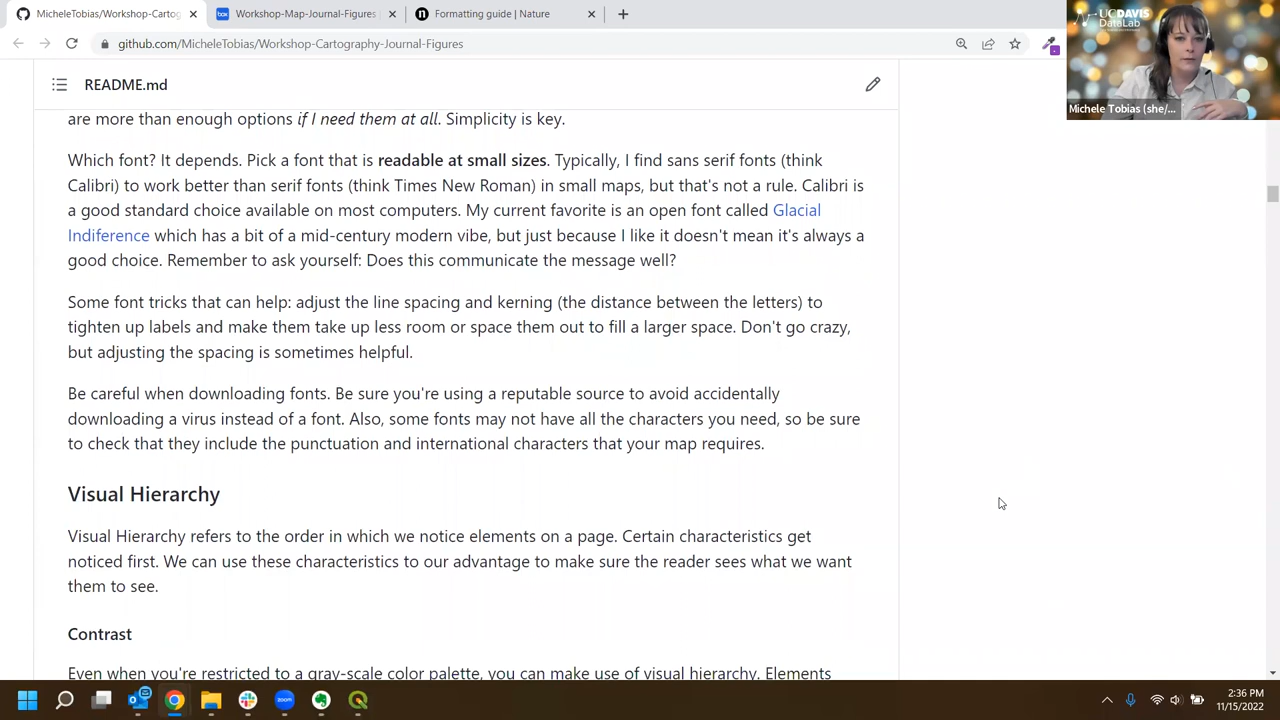 MicheleTobias/Workshop-Cartog
Workshop-Map-Journal-Figures
Formatting guide | Nature
github.com/MicheleTobias/Workshop-Cartography-Journal-Figures
UCDAVIS
DataLab
Michele Tobias (she/...
README.md
are more than enough options if I need them at all. Simplicity is key.
Which font? It depends. Pick a font that is readable at small sizes. Typically, I find sans serif fonts (think
Calibri) to work better than serif fonts (think Times New Roman) in small maps, but that's not a rule. Calibri is
a good standard choice available on most computers. My current favorite is an open font called Glacial
Indiference which has a bit of a mid-century modern vibe, but just because I like it doesn't mean it's always a
good choice. Remember to ask yourself: Does this communicate the message well?
Some font tricks that can help: adjust the line spacing and kerning (the distance between the letters) to
tighten up labels and make them take up less room or space them out to fill a larger space. Don't go crazy,
but adjusting the spacing is sometimes helpful.
Be careful when downloading fonts. Be sure you're using a reputable source to avoid accidentally
downloading a virus instead of a font. Also, some fonts may not have all the characters you need, so be sure
to check that they include the punctuation and international characters that your map requires.
Visual Hierarchy
Visual Hierarchy refers to the order in which we notice elements on a page. Certain characteristics get
noticed first. We can use these characteristics to our advantage to make sure the reader sees what we want
them to see.
Contrast
Even when you're restricted to a gray-scale color palette, you can make use of visual hierarchy. Elements
2:36 PM
11/15/2022